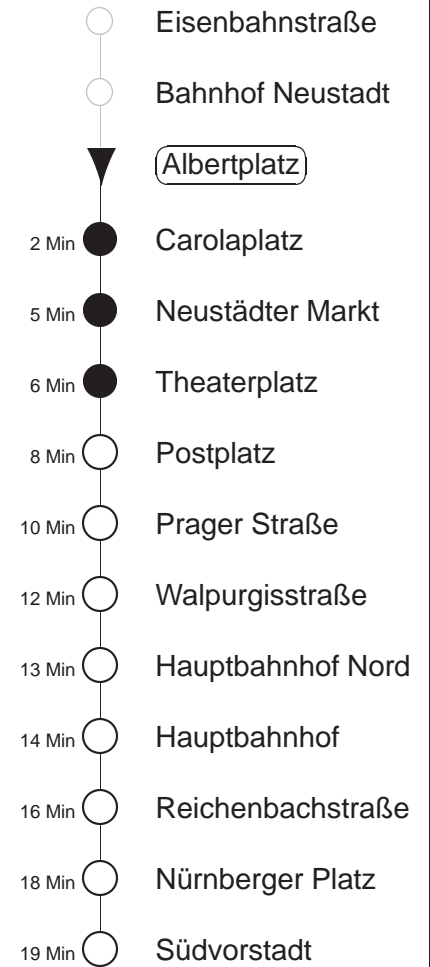 Eisenbahnstraße
Bahnhof Neustadt
Albertplatz
2 Min Carolaplatz
5 Min Neustädter Markt
6 Min Theaterplatz
8 Min Postplatz
10 Min Prager Straße
12 Min Walpurgisstraße
13 Min Hauptbahnhof Nord
14 Min Hauptbahnhof
16 Min Reichenbachstraße
18 Min Nürnberger Platz
19 Min Südvorstadt